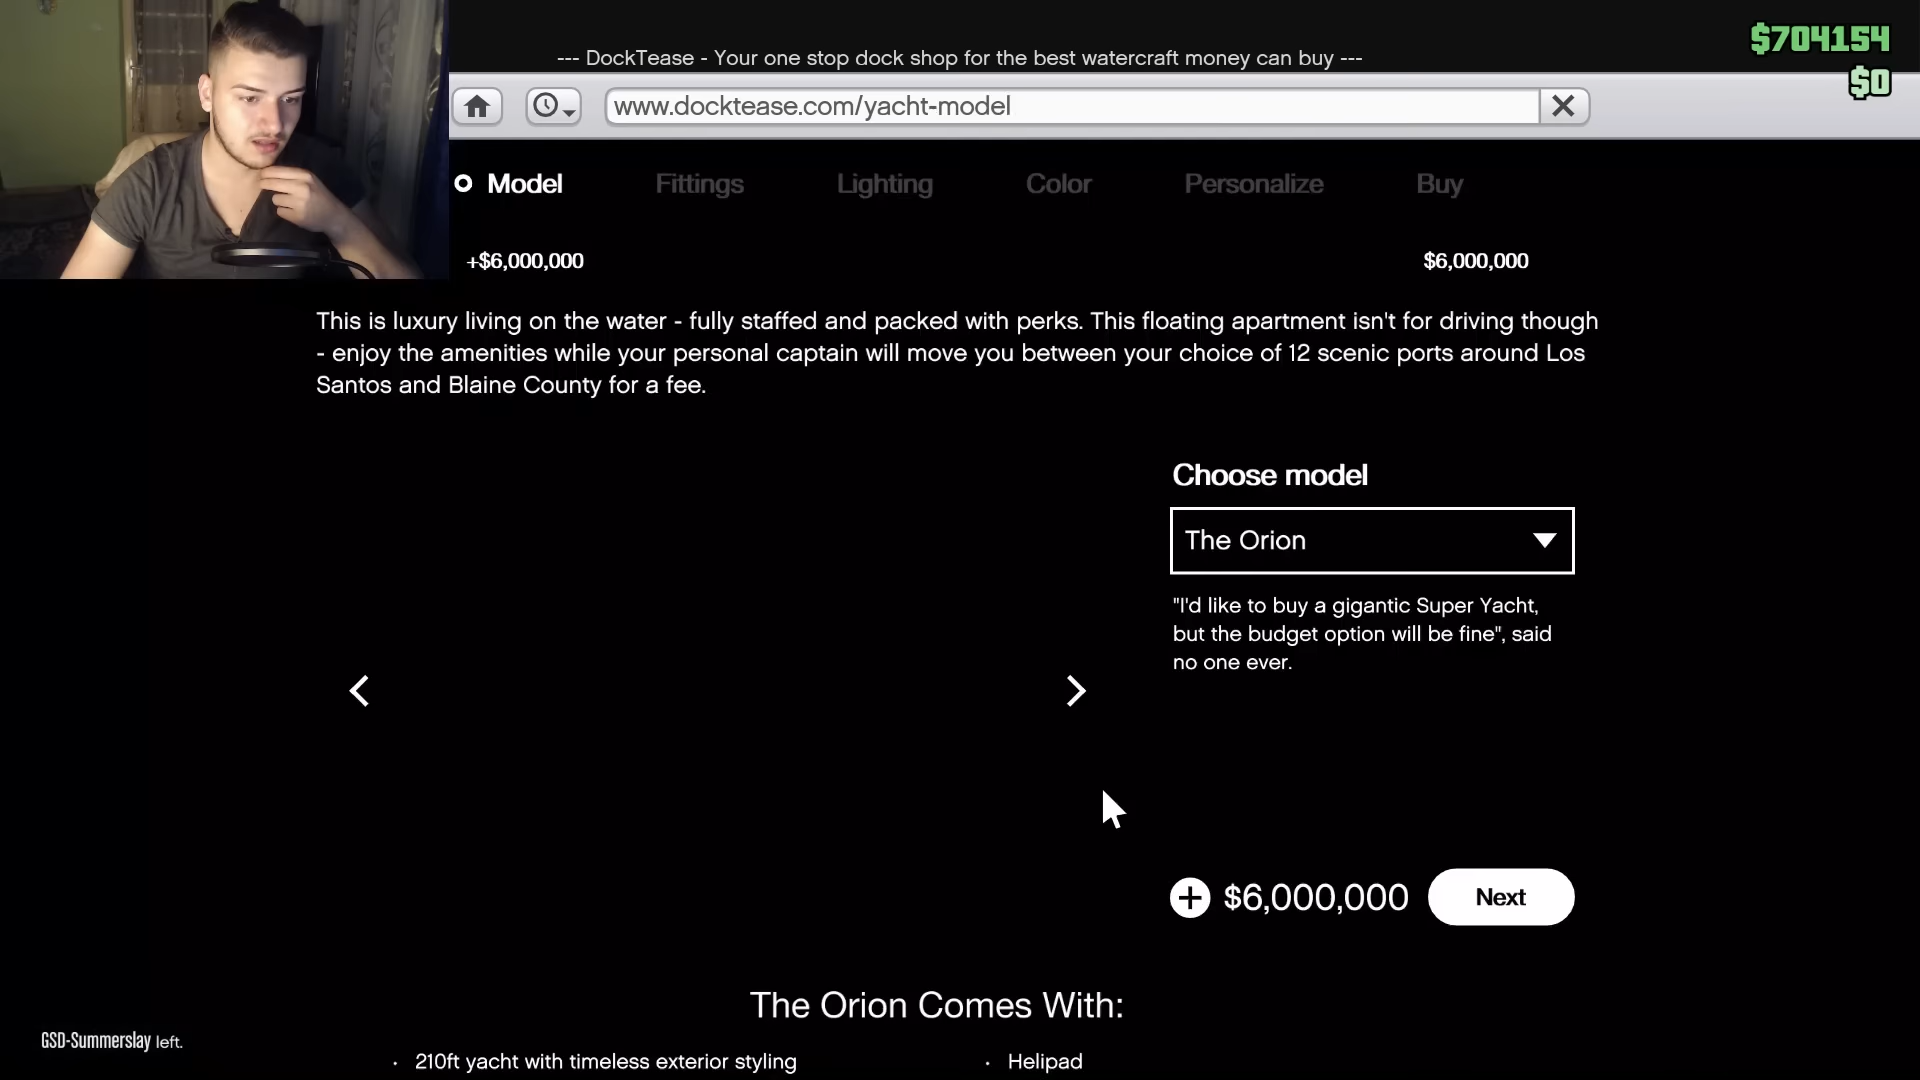 $704154
--- DockTease - Your one stop dock shop for the best watercraft money can buy ---
$0
www.docktease.com/yacht-model
Model Fittings Lighting Color Personalize Buy
+$6,000,000 $6,000,000
This is luxury living on the water - fully staffed and packed with perks. This floating apartment isn't for driving though
- enjoy the amenities while your personal captain will move you between your choice of 12 scenic ports around Los
Santos and Blaine County for a fee.
Choose model
The Orion
"I'd like to buy a gigantic Super Yacht,
but the budget option will be fine", said
no one ever.
$6,000,000 Next
The Orion Comes With:
GSD-Summerslay left.
· 210ft yacht with timeless exterior styling
· Helipad